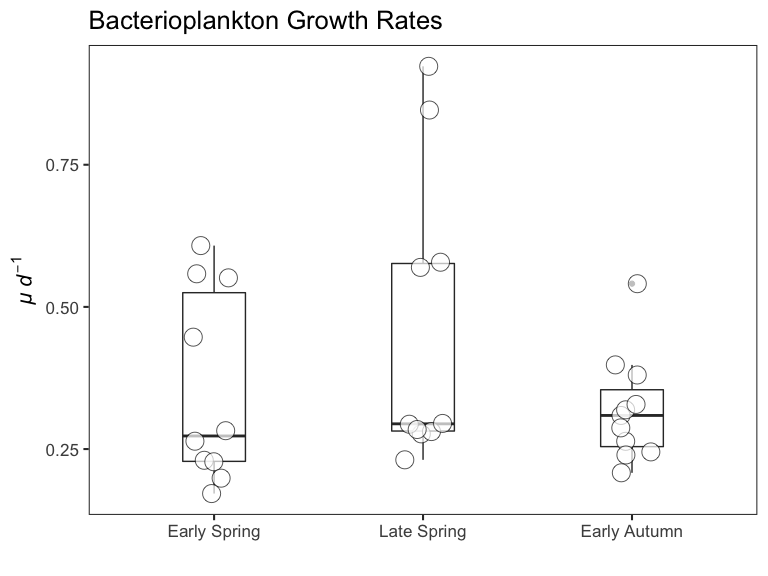 Bacterioplankton Growth Rates
0.75
0.50
0.25
μ d⁻¹
Early Spring
Late Spring
Early Autumn